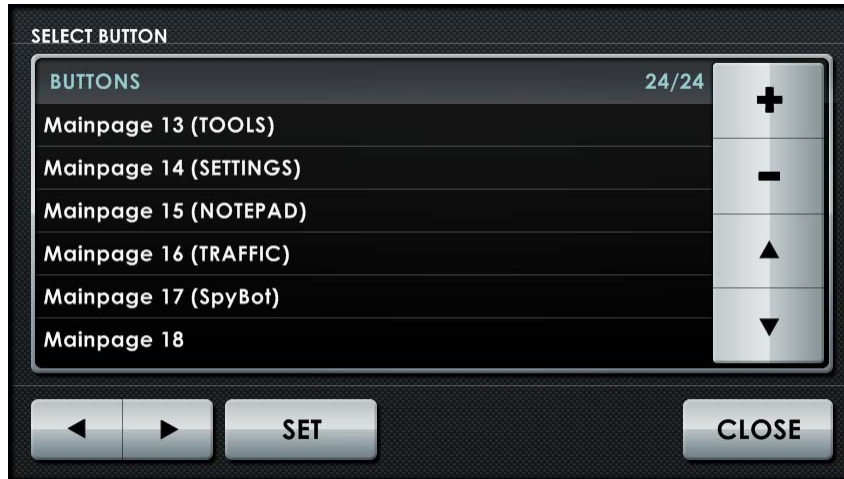 SELECT BUTTON
BUTTONS 24/24
Mainpage 13 (TOOLS)
Mainpage 14 (SETTINGS)
Mainpage 15 (NOTEPAD)
Mainpage 16 (TRAFFIC)
Mainpage 17 (SpyBot)
Mainpage 18
SET CLOSE